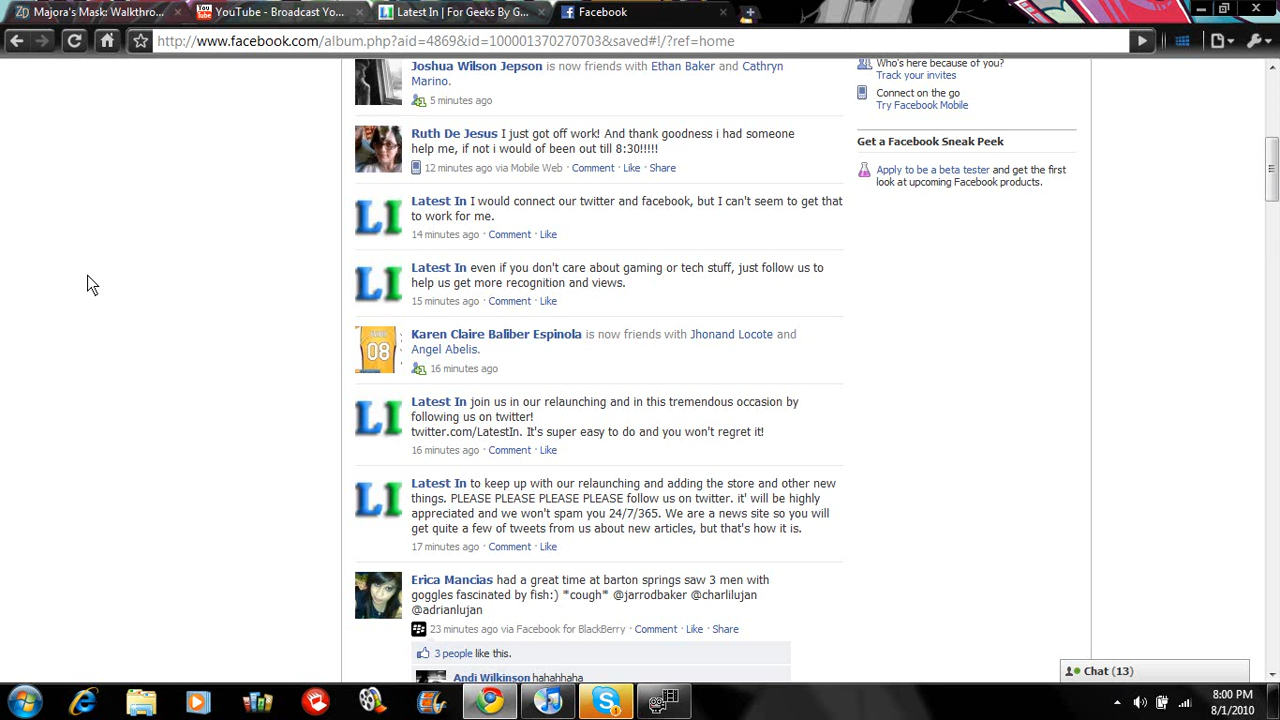 Majora's Mask: Walkthro...
YouTube - Broadcast Yo...
Latest In | For Geeks By G...
Facebook
http://www.facebook.com/album.php?aid=4869&id=100001370270703&saved#!/?ref=home
Joshua Wilson Jepson is now friends with Ethan Baker and Cathryn
Marino.
5 minutes ago
Ruth De Jesus I just got off work! And thank goodness i had someone
help me, if not i would of been out till 8:30!!!!!
12 minutes ago via Mobile Web · Comment · Like · Share
LI
Latest In I would connect our twitter and facebook, but I can't seem to get that
to work for me.
14 minutes ago · Comment · Like
LI
Latest In even if you don't care about gaming or tech stuff, just follow us to
help us get more recognition and views.
15 minutes ago · Comment · Like
08
Karen Claire Baliber Espinola is now friends with Jhonand Locote and
Angel Abelis.
16 minutes ago
LI
Latest In join us in our relaunching and in this tremendous occasion by
following us on twitter!
twitter.com/LatestIn. It's super easy to do and you won't regret it!
16 minutes ago · Comment · Like
LI
Latest In to keep up with our relaunching and adding the store and other new
things. PLEASE PLEASE PLEASE PLEASE follow us on twitter. it' will be highly
appreciated and we won't spam you 24/7/365. We are a news site so you will
get quite a few of tweets from us about new articles, but that's how it is.
17 minutes ago · Comment · Like
Erica Mancias had a great time at barton springs saw 3 men with
goggles fascinated by fish:) *cough* @jarrodbaker @charlilujan
@adrianlujan
23 minutes ago via Facebook for BlackBerry · Comment · Like · Share
3 people like this.
Andi Wilkinson hahahhaha
Who's here because of you?
Track your invites
Connect on the go
Try Facebook Mobile
Get a Facebook Sneak Peek
Apply to be a beta tester and get the first
look at upcoming Facebook products.
Chat (13)
8:00 PM
8/1/2010